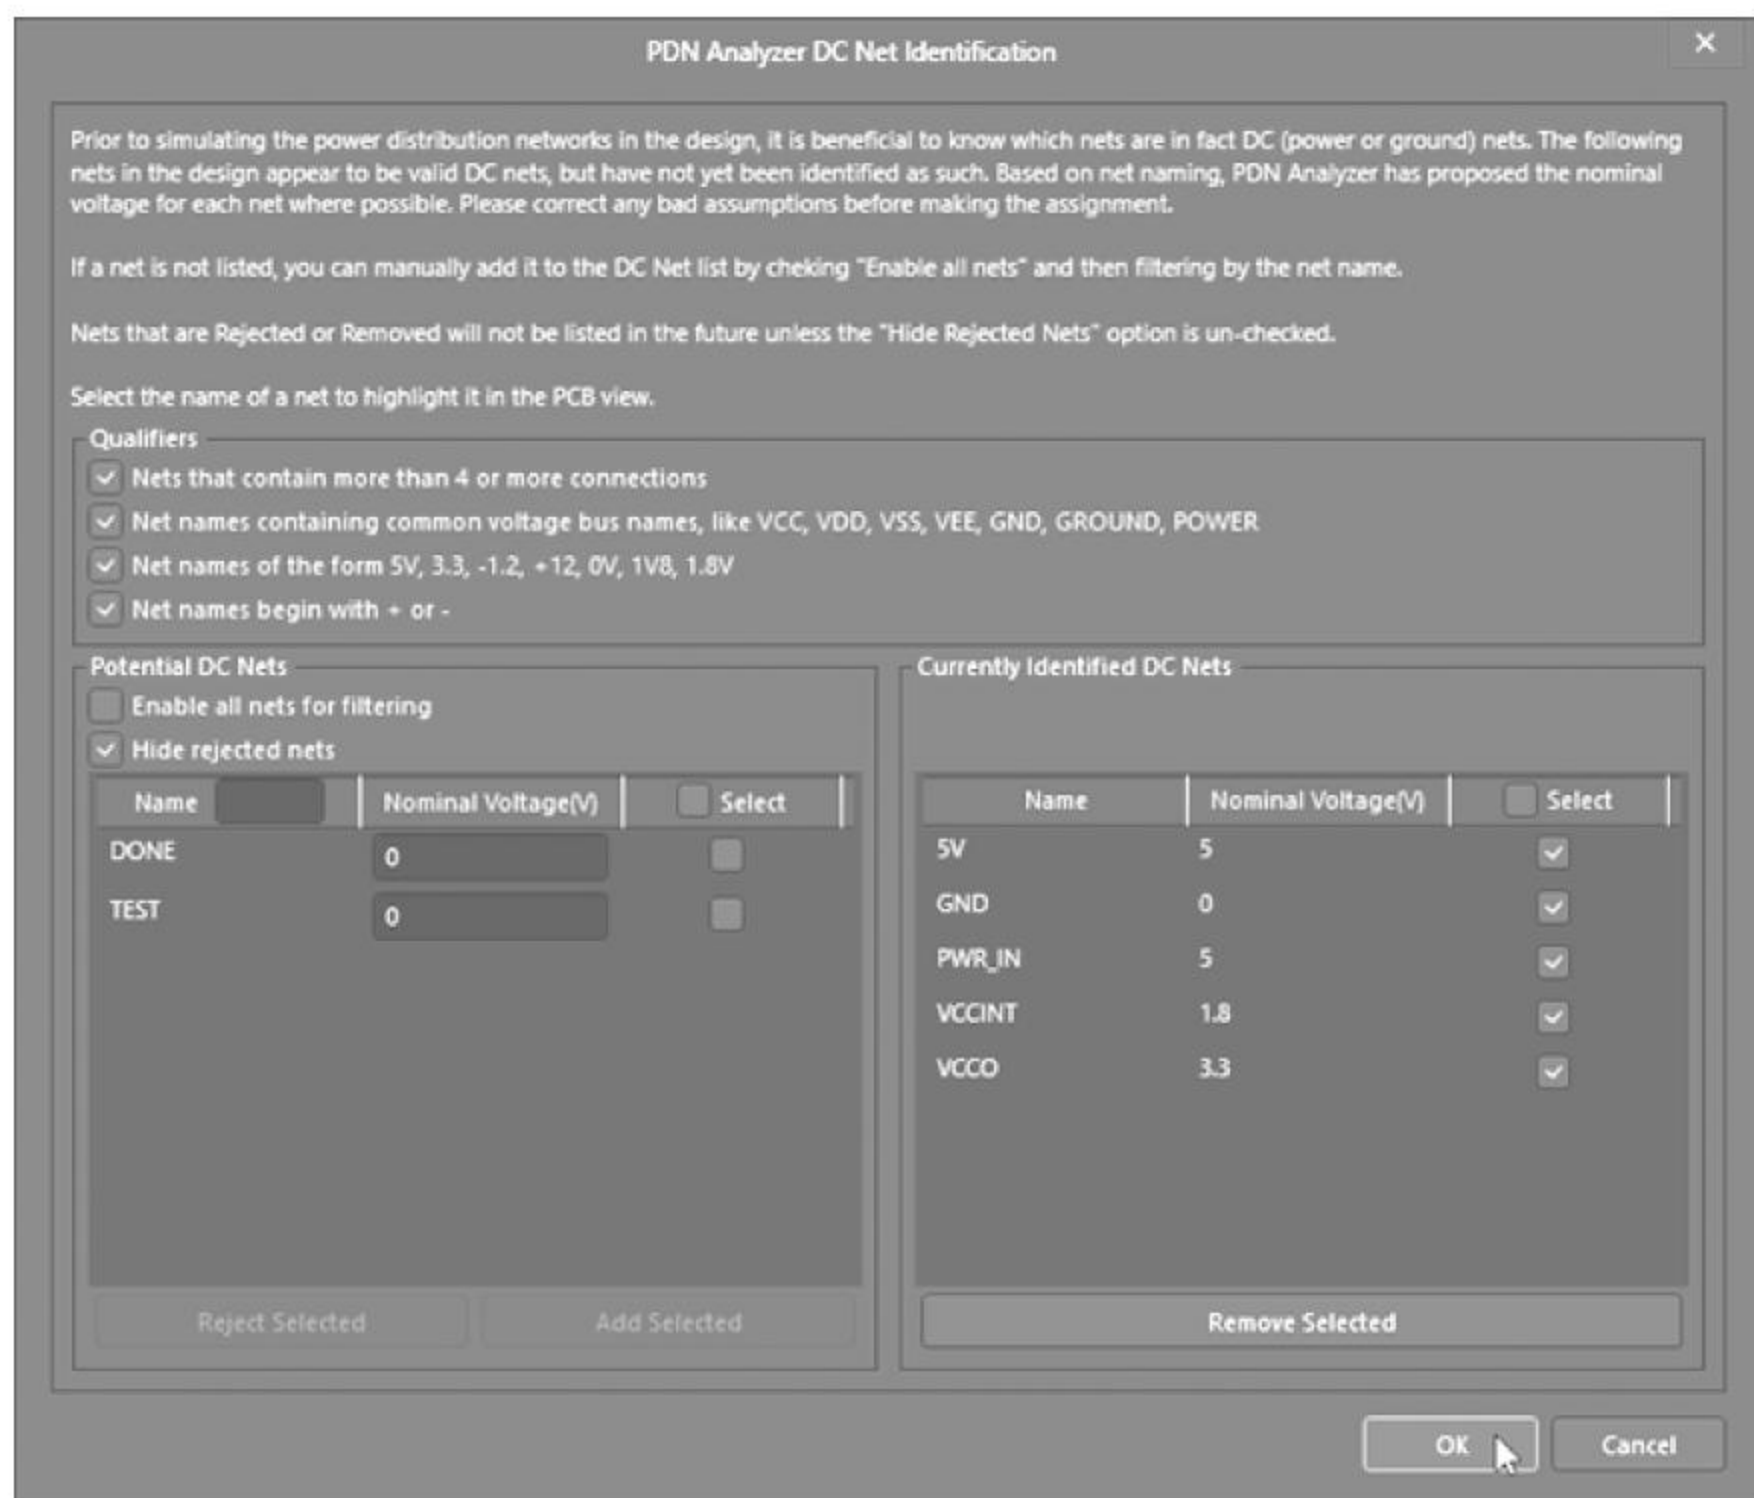 PDN Analyzer DC Net Identification
Prior to simulating the power distribution networks in the design, it is beneficial to know which nets are in fact DC (power or ground) nets. The following
nets in the design appear to be valid DC nets, but have not yet been identified as such. Based on net naming, PDN Analyzer has proposed the nominal
voltage for each net where possible. Please correct any bad assumptions before making the assignment.
If a net is not listed, you can manually add it to the DC Net list by cheking "Enable all nets" and then filtering by the net name.
Nets that are Rejected or Removed will not be listed in the future unless the "Hide Rejected Nets" option is un-checked.
Select the name of a net to highlight it in the PCB view.
Qualifiers
Nets that contain more than 4 or more connections
Net names containing common voltage bus names, like VCC, VDD, VSS, VEE, GND, GROUND, POWER
Net names of the form 5V, 3.3, -1.2, +12, 0V, 1V8, 1.8V
Net names begin with + or -
Potential DC Nets
Enable all nets for filtering
Hide rejected nets
Name Nominal Voltage(V) Select
DONE 0
TEST 0
Reject Selected Add Selected
Currently Identified DC Nets
Name Nominal Voltage(V) Select
5V 5
GND 0
PWR_IN 5
VCCINT 1.8
VCCO 3.3
Remove Selected
OK Cancel